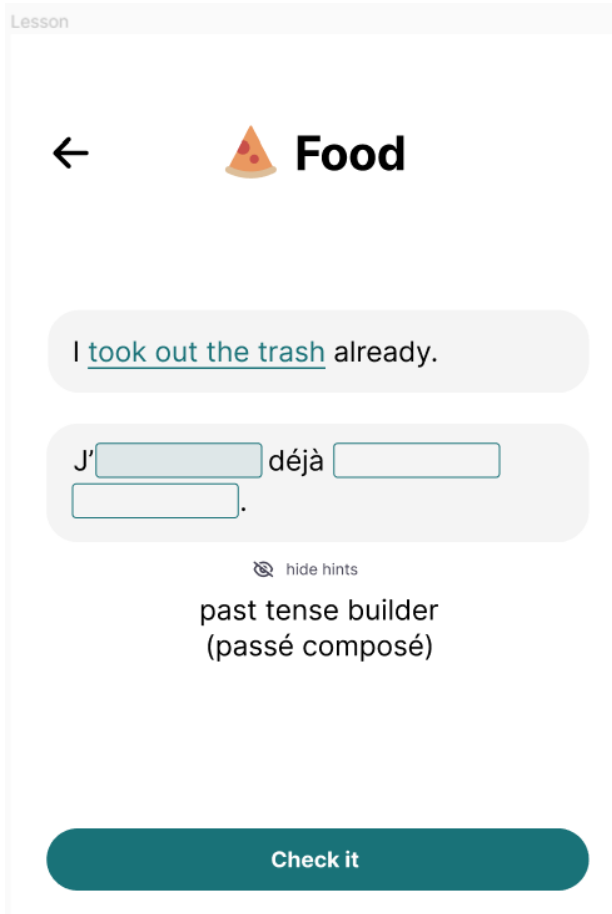 Lesson
Food
I took out the trash already.
J’ déjà
.
hide hints
past tense builder
(passé composé)
Check it